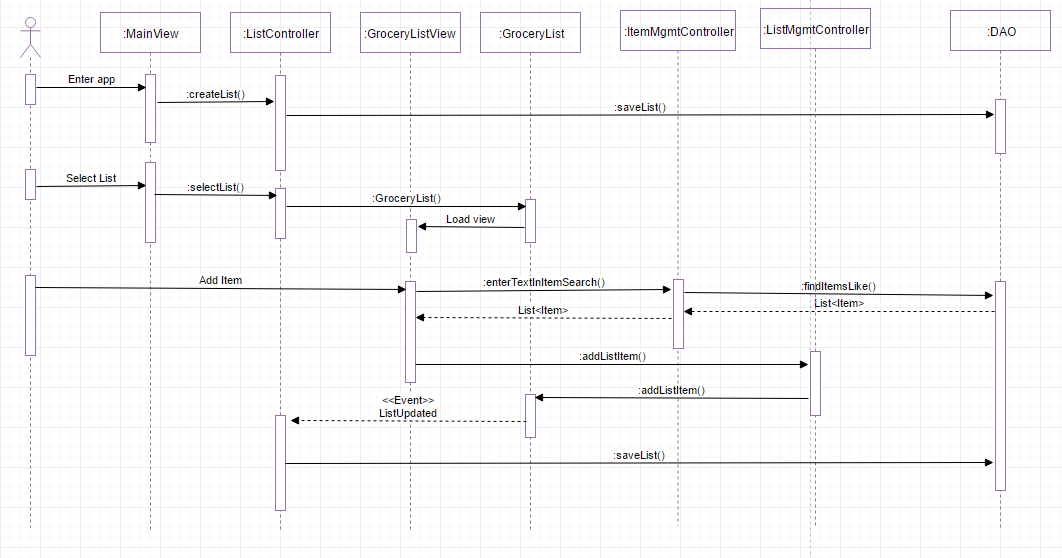 :MainView
:ListController
:GroceryListView
:GroceryList
:ItemMgmtController
:ListMgmtController
:DAO
Enter app
:createList()
:saveList()
Select List
:selectList()
:GroceryList()
Load view
Add Item
:enterTextInItemSearch()
:findItemsLike()
List<Item>
List<Item>
:addListItem()
:addListItem()
<<Event>>
ListUpdated
:saveList()